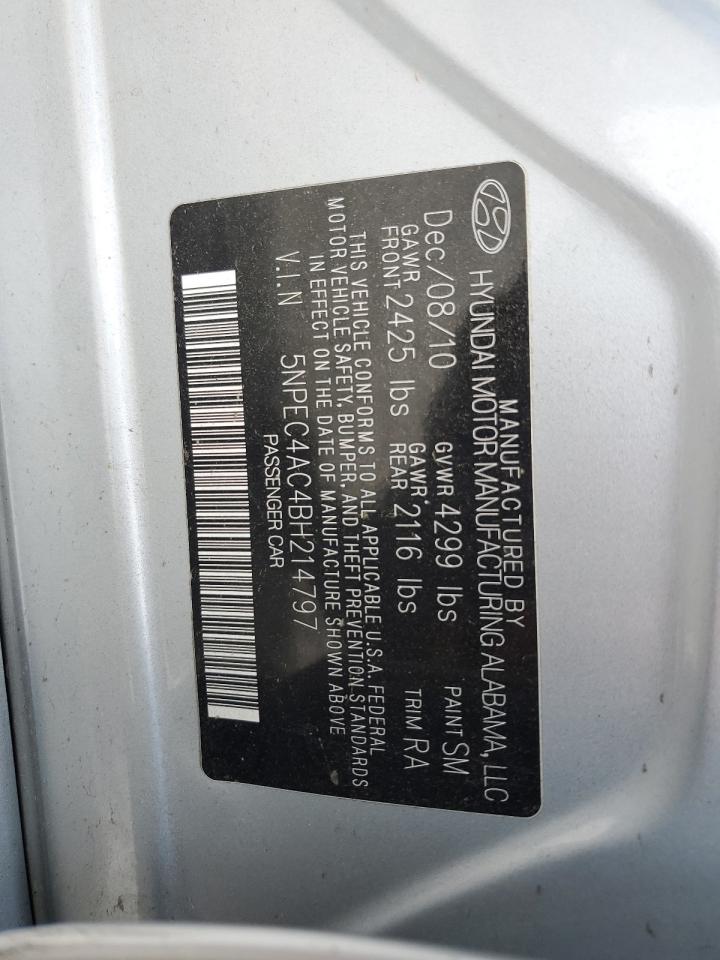 MANUFACTURED BY
HYUNDAI MOTOR MANUFACTURING ALABAMA, LLC
Dec/08/10 GVWR 4299 lbs PAINT SM
GAWR FRONT 2425 lbs GAWR REAR 2116 lbs TRIM RA
THIS VEHICLE CONFORMS TO ALL APPLICABLE U.S.A. FEDERAL
MOTOR VEHICLE SAFETY, BUMPER, AND THEFT PREVENTION STANDARDS
IN EFFECT ON THE DATE OF MANUFACTURE SHOWN ABOVE
V.I.N 5NPEC4AC4BH214797
PASSENGER CAR